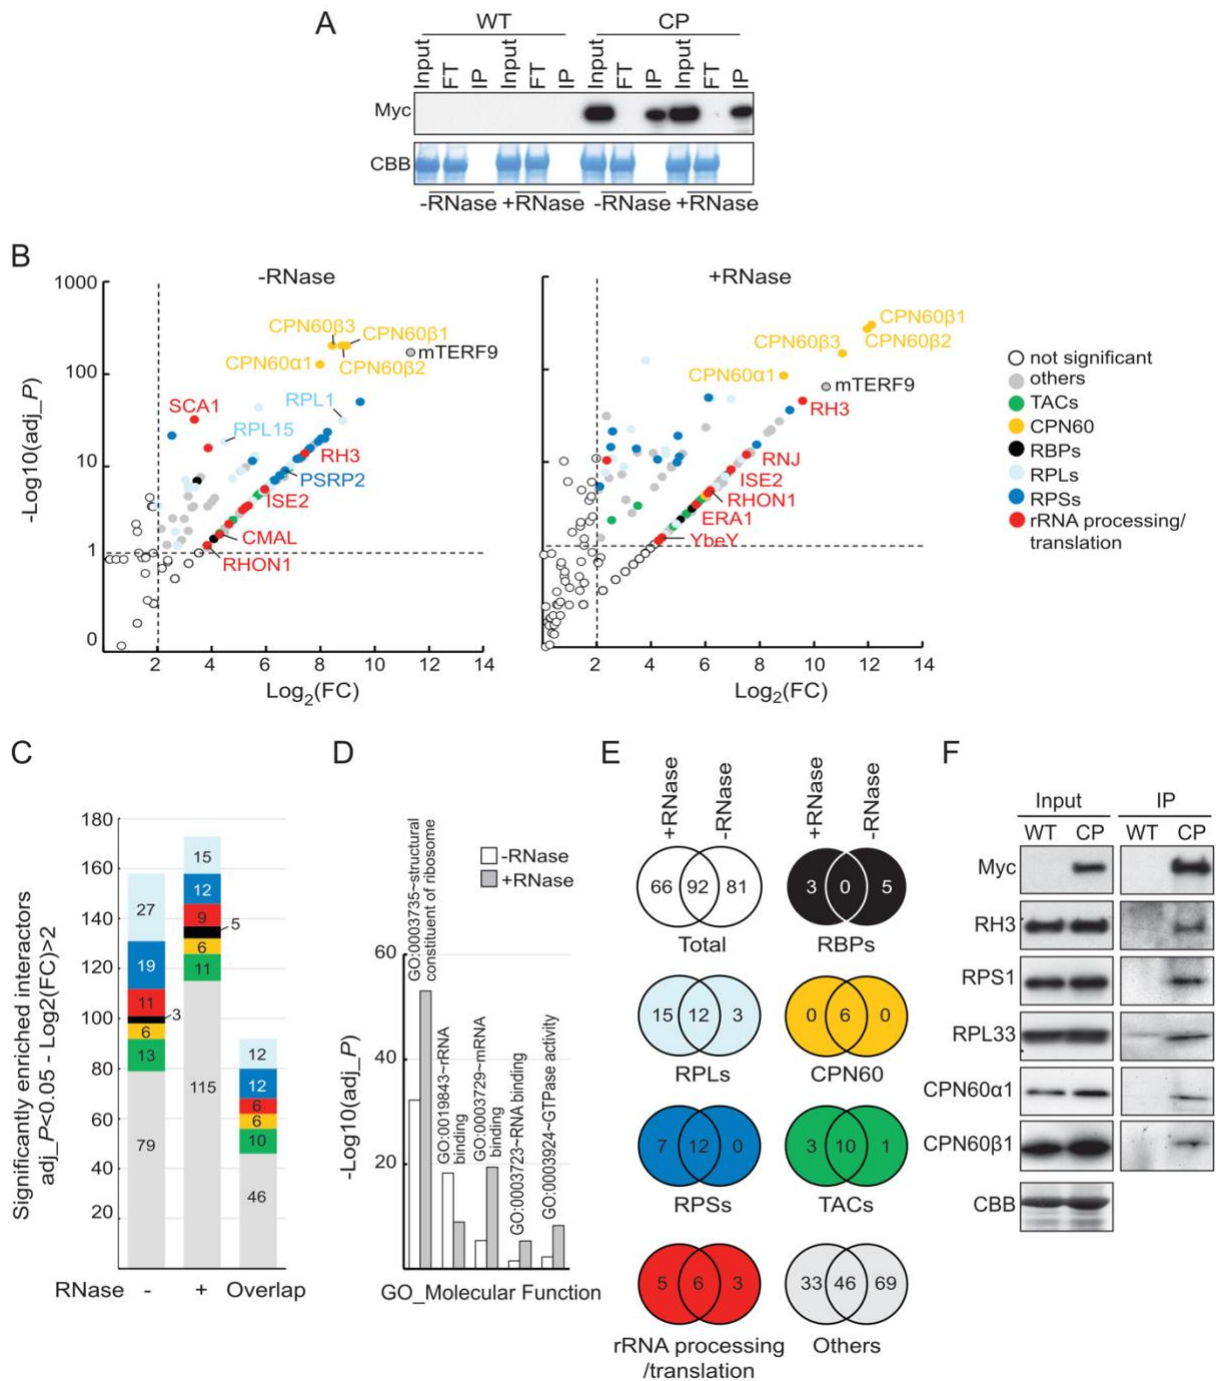 A
WT CP
Input FT IP Input FT IP Input FT IP Input FT IP
Myc
CBB
-RNase +RNase -RNase +RNase
B
-RNase
1000
100
10
1
0
-Log10(adj_P)
CPN60β3
CPN60β1
mTERF9
CPN60α1
CPN60β2
SCA1
RPL1
RPL15
RH3
PSRP2
ISE2
CMAL
RHON1
2 4 6 8 10 12 14
Log2(FC)
+RNase
CPN60β1
CPN60β2
CPN60β3
CPN60α1
mTERF9
RH3
RNJ
ISE2
RHON1
ERA1
YbeY
2 4 6 8 10 12 14
Log2(FC)
not significant
others
TACs
CPN60
RBPs
RPLs
RPSs
rRNA processing/
translation
C
Significantly enriched interactors
adj_P<0.05 - Log2(FC)>2
180
160
140
120
100
80
60
40
20
27
19
11
3
6
13
79
15
12
9
5
6
11
115
12
12
6
6
10
46
RNase - + Overlap
D
-RNase
+RNase
-Log10(adj_P)
60
40
20
GO:0003735~structural
constituent of ribosome
GO:0019843~rRNA
binding
GO:0003729~mRNA
binding
GO:0003723~RNA binding
GO:0003924~GTPase activity
GO_Molecular Function
E
+RNase -RNase +RNase -RNase
66 92 81 3 0 5
Total RBPs
15 12 3 0 6 0
RPLs CPN60
7 12 0 3 10 1
RPSs TACs
5 6 3 33 46 69
rRNA processing
/translation
Others
F
Input IP
WT CP WT CP
Myc
RH3
RPS1
RPL33
CPN60α1
CPN60β1
CBB